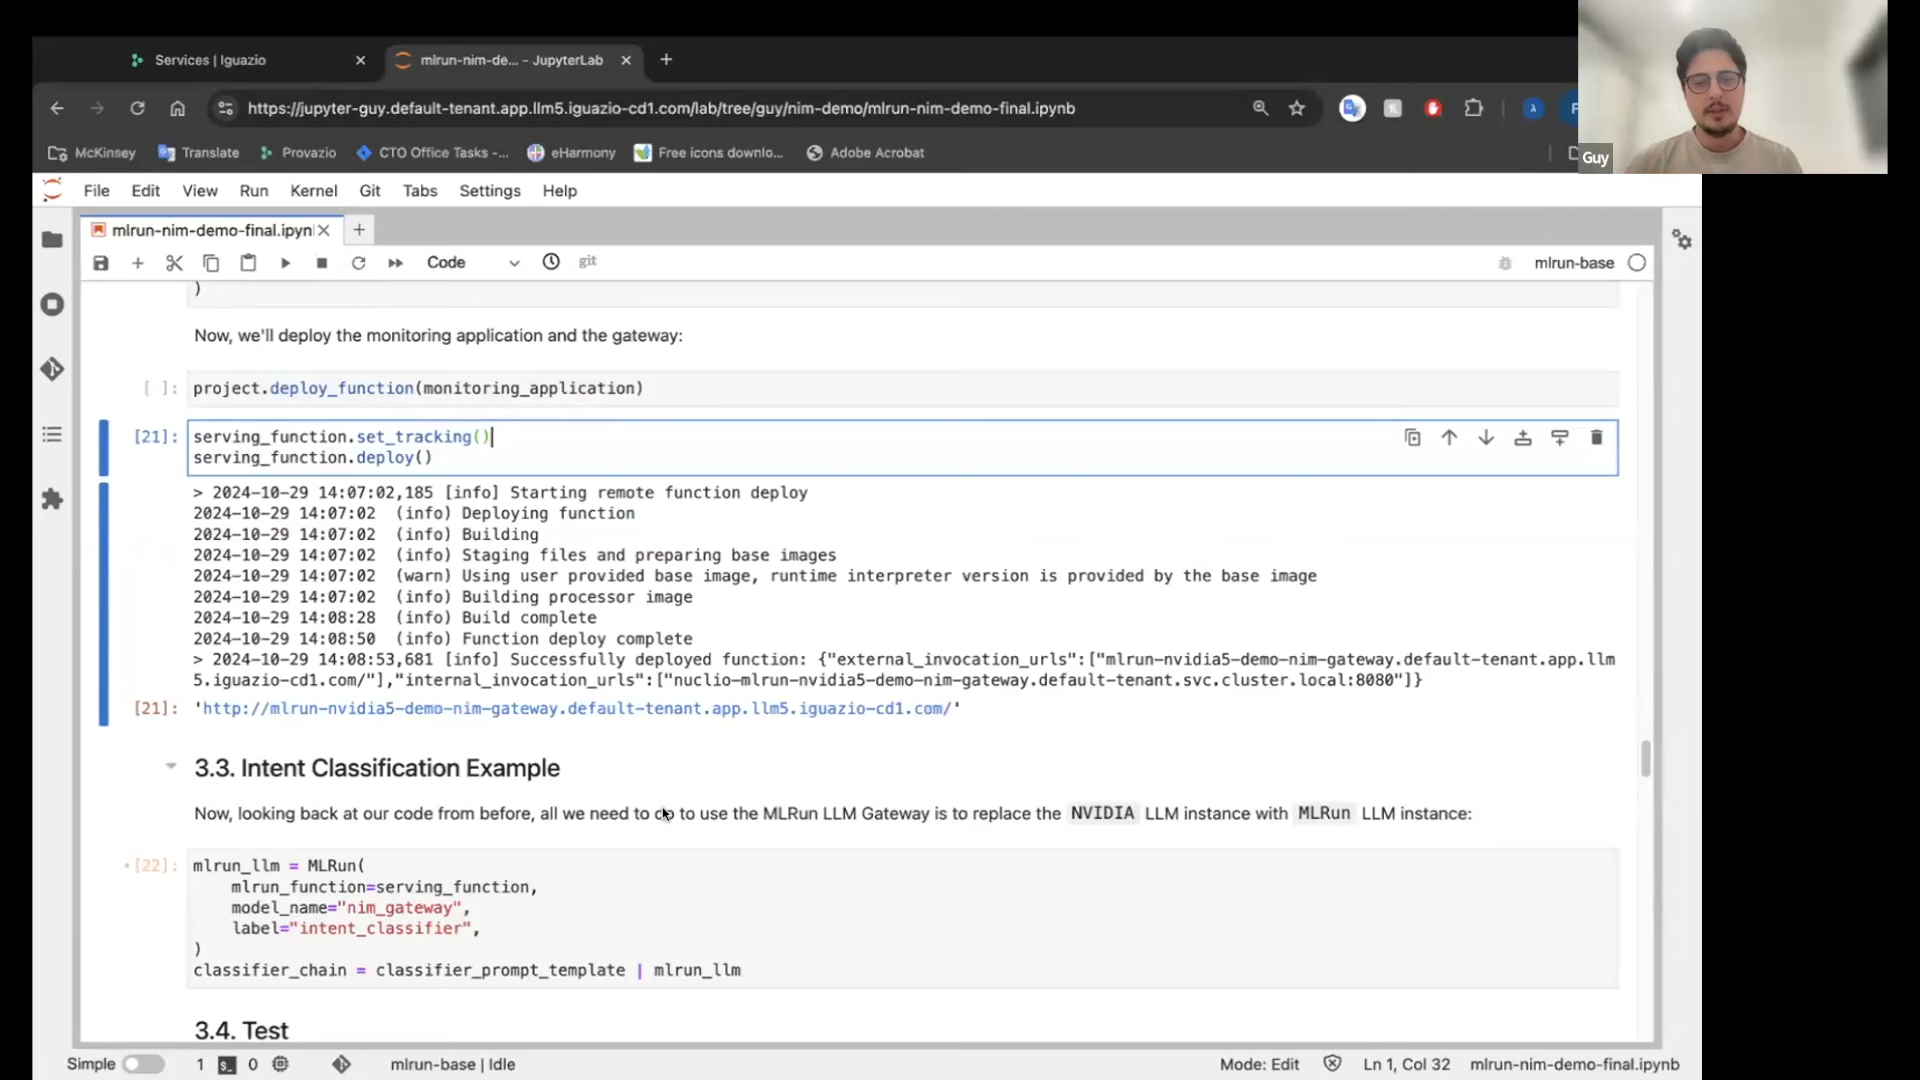 Services | Iguazio
mlrun-nim-de... - JupyterLab
https://jupyter-guy.default-tenant.app.llm5.iguazio-cd1.com/lab/tree/guy/nim-demo/mlrun-nim-demo-final.ipynb
McKinsey
Translate
Provazio
CTO Office Tasks -...
eHarmony
Free icons downlo...
Adobe Acrobat
Guy
File Edit View Run Kernel Git Tabs Settings Help
mlrun-nim-demo-final.ipyn
Code
git
mlrun-base
)
Now, we'll deploy the monitoring application and the gateway:
[ ]: project.deploy_function(monitoring_application)
[21]: serving_function.set_tracking()
serving_function.deploy()
> 2024-10-29 14:07:02,185 [info] Starting remote function deploy
2024-10-29 14:07:02 (info) Deploying function
2024-10-29 14:07:02 (info) Building
2024-10-29 14:07:02 (info) Staging files and preparing base images
2024-10-29 14:07:02 (warn) Using user provided base image, runtime interpreter version is provided by the base image
2024-10-29 14:07:02 (info) Building processor image
2024-10-29 14:08:28 (info) Build complete
2024-10-29 14:08:50 (info) Function deploy complete
> 2024-10-29 14:08:53,681 [info] Successfully deployed function: {"external_invocation_urls":["mlrun-nvidia5-demo-nim-gateway.default-tenant.app.llm
5.iguazio-cd1.com/"],"internal_invocation_urls":["nuclio-mlrun-nvidia5-demo-nim-gateway.default-tenant.svc.cluster.local:8080"]}
[21]: 'http://mlrun-nvidia5-demo-nim-gateway.default-tenant.app.llm5.iguazio-cd1.com/'
3.3. Intent Classification Example
Now, looking back at our code from before, all we need to do to use the MLRun LLM Gateway is to replace the NVIDIA LLM instance with MLRun LLM instance:
[22]: mlrun_llm = MLRun(
mlrun_function=serving_function,
model_name="nim_gateway",
label="intent_classifier",
)
classifier_chain = classifier_prompt_template | mlrun_llm
3.4. Test
Simple
1
0
mlrun-base | Idle
Mode: Edit
Ln 1, Col 32
mlrun-nim-demo-final.ipynb